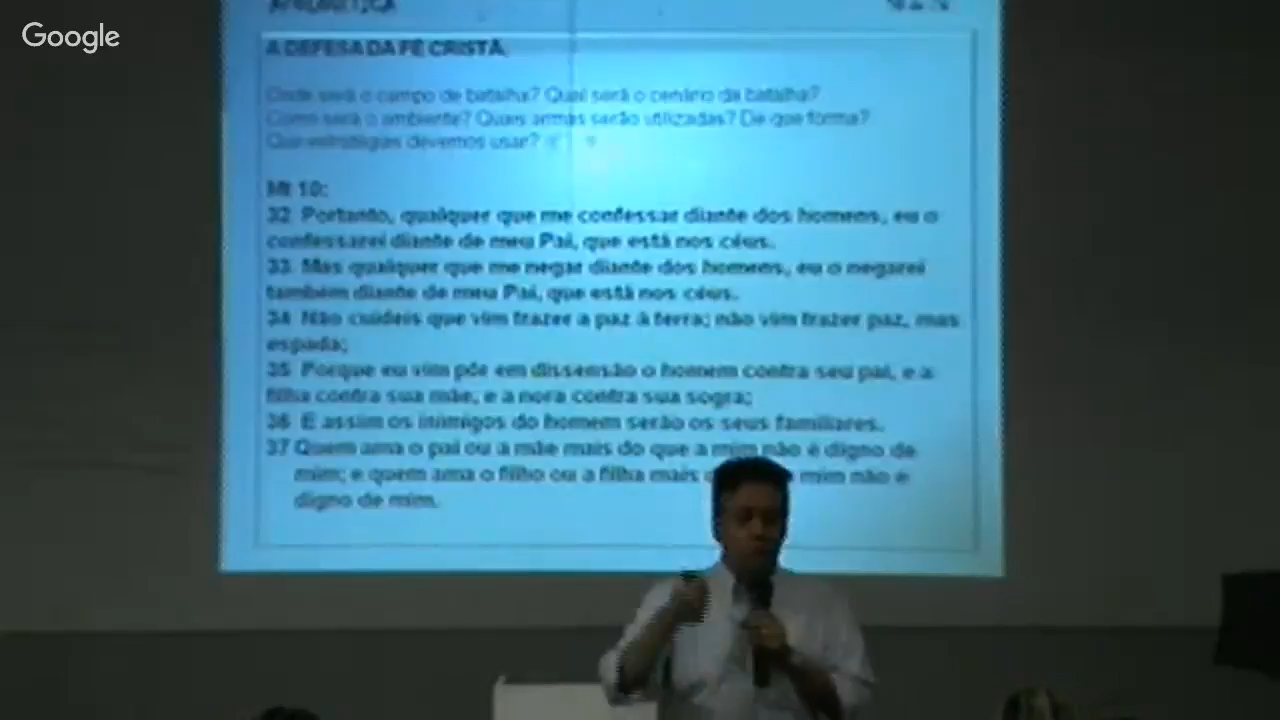 Google
APOLOGÉTICA
A DEFESA DA FÉ CRISTÃ.
Onde será o campo de batalha? Qual será o cenário da batalha?
Como será o ambiente? Quais armas serão utilizadas? De que forma?
Que estratégias devemos usar?
Mt 10:
32 Portanto, qualquer que me confessar diante dos homens, eu o
confessarei diante de meu Pai, que está nos céus.
33 Mas qualquer que me negar diante dos homens, eu o negarei
também diante de meu Pai, que está nos céus.
34 Não cuideis que vim trazer a paz à terra; não vim trazer paz, mas
espada;
35 Porque eu vim pôr em dissensão o homem contra seu pai, e a
filha contra sua mãe, e a nora contra sua sogra;
36 E assim os inimigos do homem serão os seus familiares.
37 Quem ama o pai ou a mãe mais do que a mim não é digno de
mim; e quem ama o filho ou a filha mais mim não é
digno de mim.